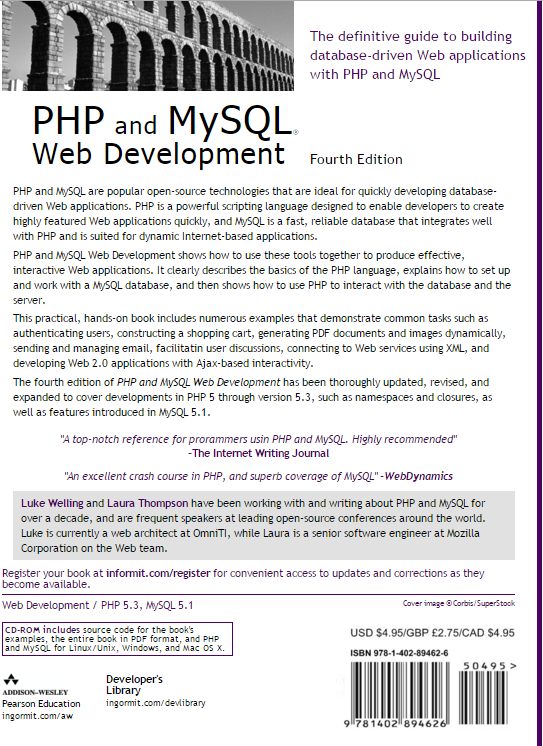 The definitive guide to building
database-driven Web applications
with PHP and MySQL
PHP and MySQL®
Web Development
Fourth Edition
PHP and MySQL are popular open-source technologies that are ideal for quickly developing database-
driven Web applications. PHP is a powerful scripting language designed to enable developers to create
highly featured Web applications quickly, and MySQL is a fast, reliable database that integrates well
with PHP and is suited for dynamic Internet-based applications.
PHP and MySQL Web Development shows how to use these tools together to produce effective,
interactive Web applications. It clearly describes the basics of the PHP language, explains how to set up
and work with a MySQL database, and then shows how to use PHP to interact with the database and the
server.
This practical, hands-on book includes numerous examples that demonstrate common tasks such as
authenticating users, constructing a shopping cart, generating PDF documents and images dynamically,
sending and managing email, facilitatin user discussions, connecting to Web services using XML, and
developing Web 2.0 applications with Ajax-based interactivity.
The fourth edition of PHP and MySQL Web Development has been thoroughly updated, revised, and
expanded to cover developments in PHP 5 through version 5.3, such as namespaces and closures, as
well as features introduced in MySQL 5.1.
"A top-notch reference for prorammers usin PHP and MySQL. Highly recommended"
-The Internet Writing Journal
"An excellent crash course in PHP, and superb coverage of MySQL" -WebDynamics
Luke Welling and Laura Thompson have been working with and writing about PHP and MySQL for
over a decade, and are frequent speakers at leading open-source conferences around the world.
Luke is currently a web architect at OmniTI, while Laura is a senior software engineer at Mozilla
Corporation on the Web team.
Register your book at informit.com/register for convenient access to updates and corrections as they
become available.
Web Development / PHP 5.3, MySQL 5.1
Cover image ©Corbis/SuperStook
CD-ROM includes source code for the book's
examples, the entire book in PDF format, and PHP
and MySQL for Linux/Unix, Windows, and Mac OS X.
ADDISON-WESLEY
Pearson Education
ingormit.com/aw
Developer's
Library
ingormit.com/devlibrary
USD $4.95/GBP £2.75/CAD $4.95
ISBN 978-1-402-89462-6
50495 >
9 781402 894626